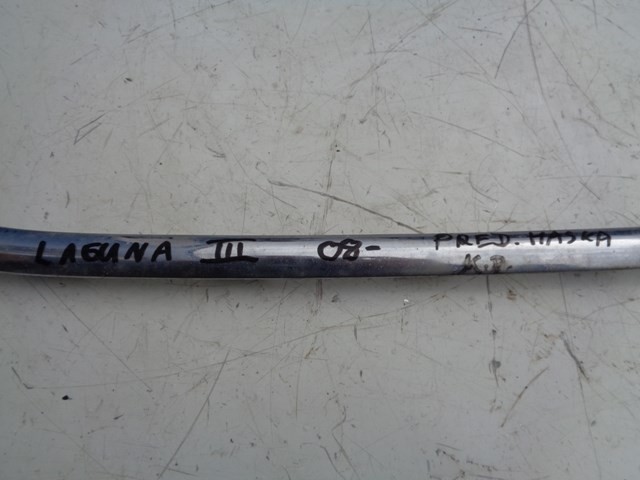 LAGUNA III 08- PRED. MASKA